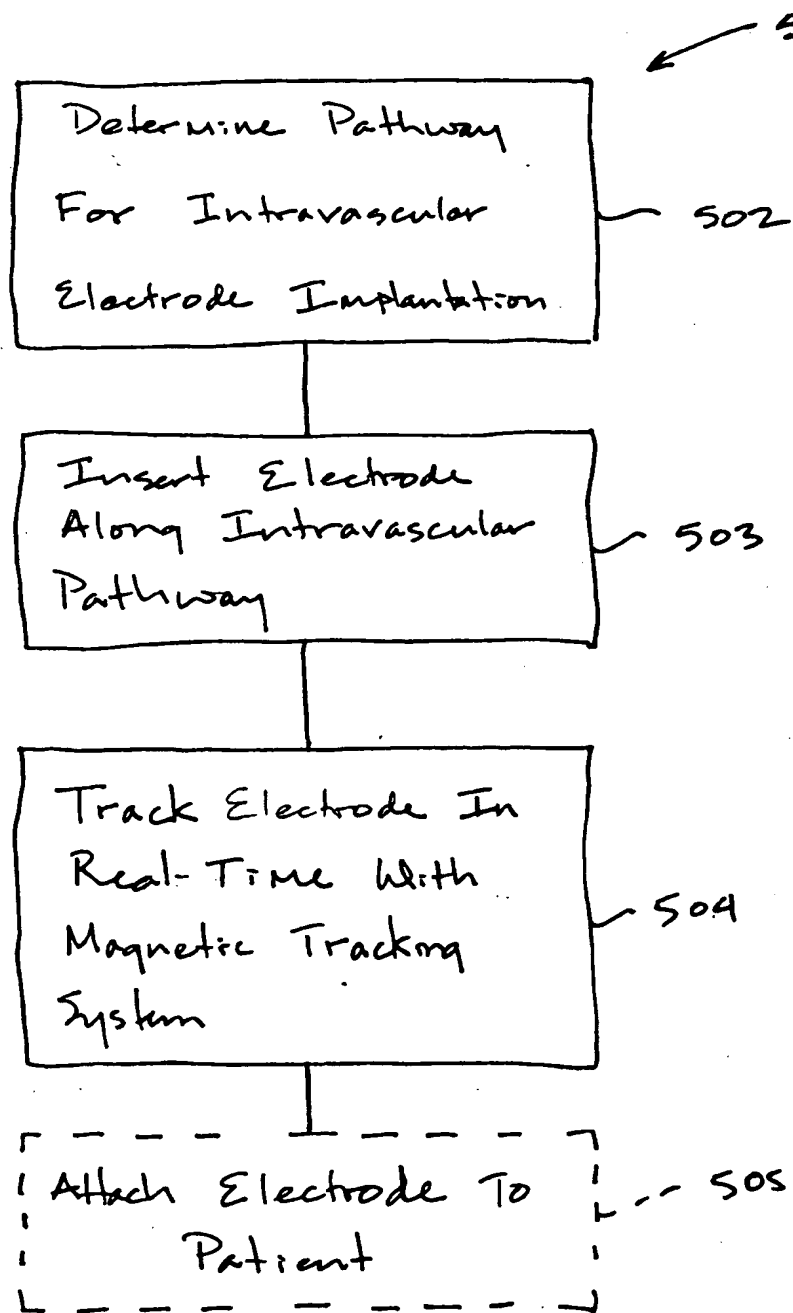 Determine Pathway
For Intravascular
Electrode Implantation
502
Insert Electrode
Along Intravascular
Pathway
503
Track Electrode In
Real-Time With
Magnetic Tracking
System
504
Attach Electrode To
Patient
505